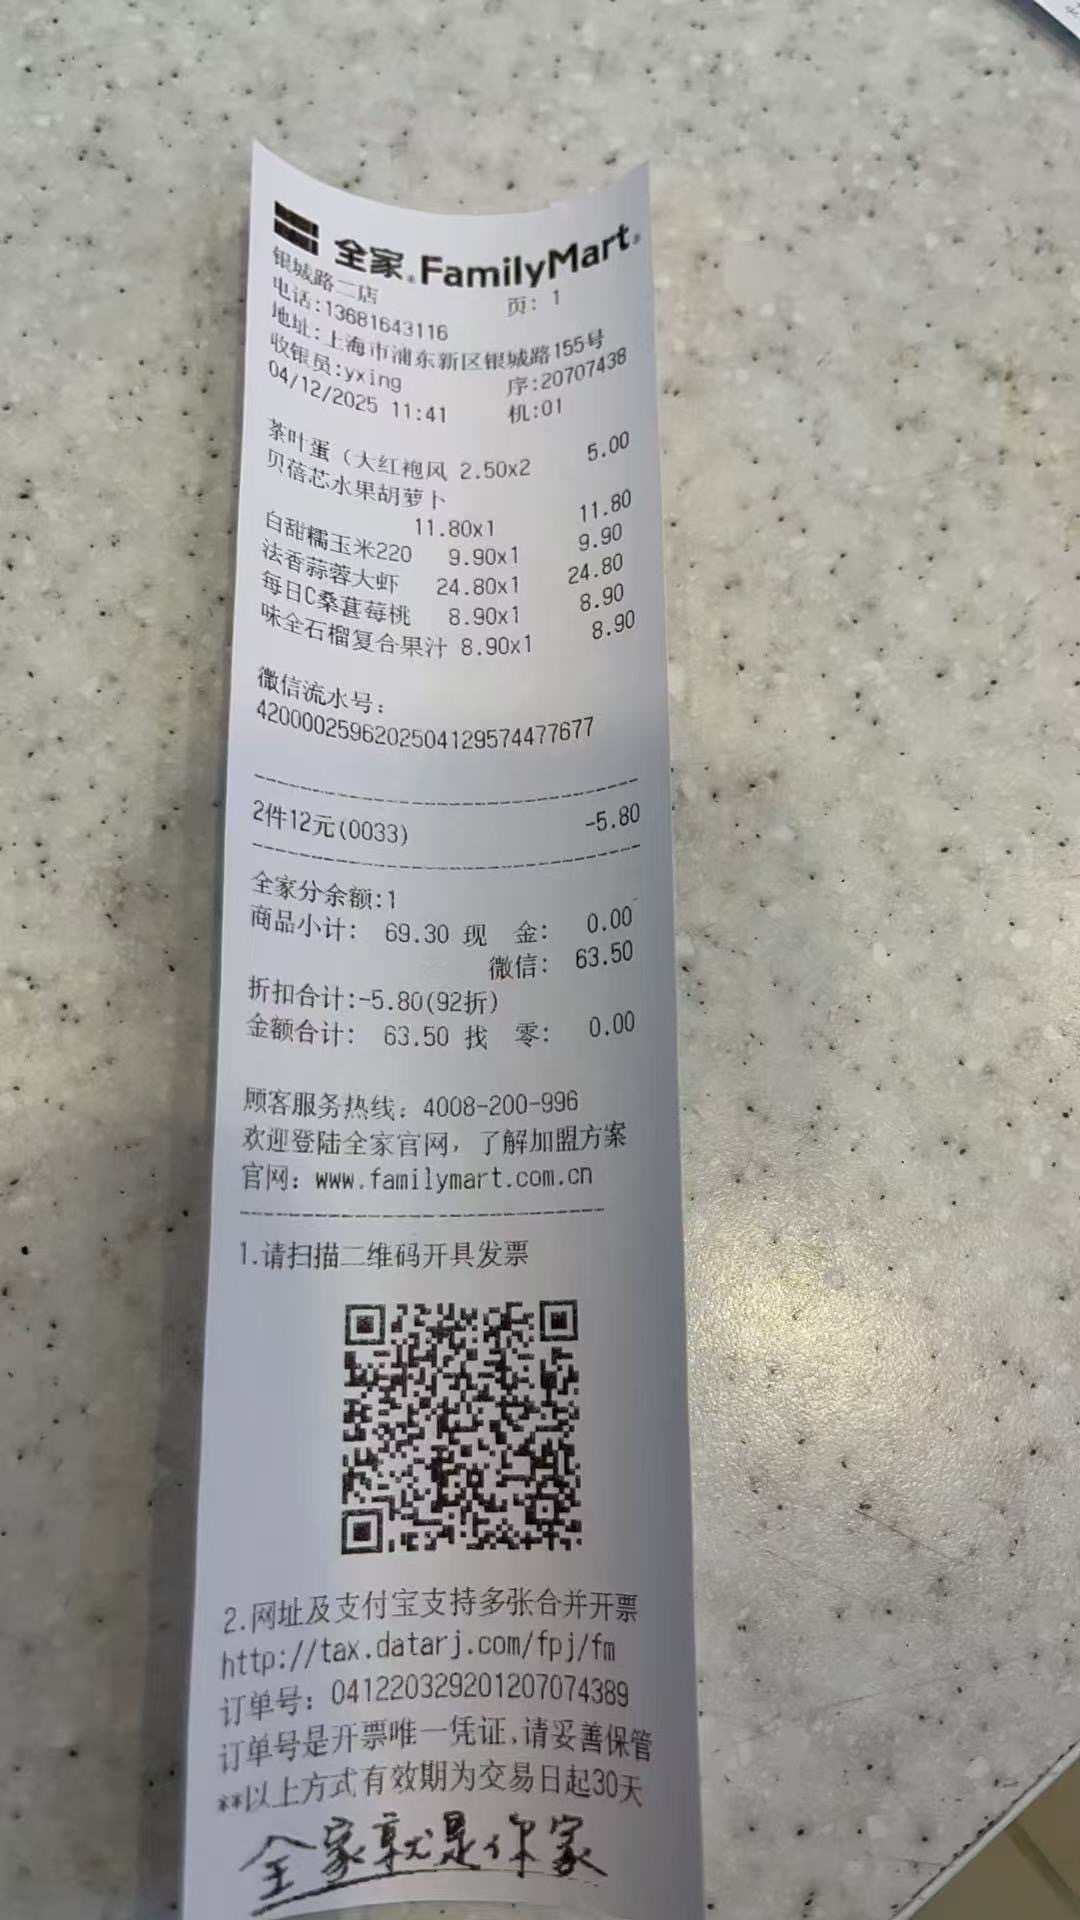 全家 FamilyMart
银城路二店 页: 1
电话:13681643116
地址:上海市浦东新区银城路155号
收银员:yxing 序:20707438
04/12/2025 11:41 机:01
茶叶蛋（大红袍风 2.50x2 5.00
贝蓓芯水果胡萝卜
11.80x1 11.80
白甜糯玉米220 9.90x1 9.90
法香蒜蓉大虾 24.80x1 24.80
每日C桑葚莓桃 8.90x1 8.90
味全石榴复合果汁 8.90x1 8.90
微信流水号:
4200002596202504129574477677
2件12元(0033) -5.80
全家分余额:1
商品小计: 69.30 现 金: 0.00
微信: 63.50
折扣合计:-5.80(92折)
金额合计: 63.50 找 零: 0.00
顾客服务热线: 4008-200-996
欢迎登陆全家官网，了解加盟方案
官网: www.familymart.com.cn
1.请扫描二维码开具发票
2.网址及支付宝支持多张合并开票
http://tax.datarj.com/fpj/fm
订单号: 041220329201207074389
订单号是开票唯一凭证,请妥善保管
**以上方式有效期为交易日起30天
全家就是你家